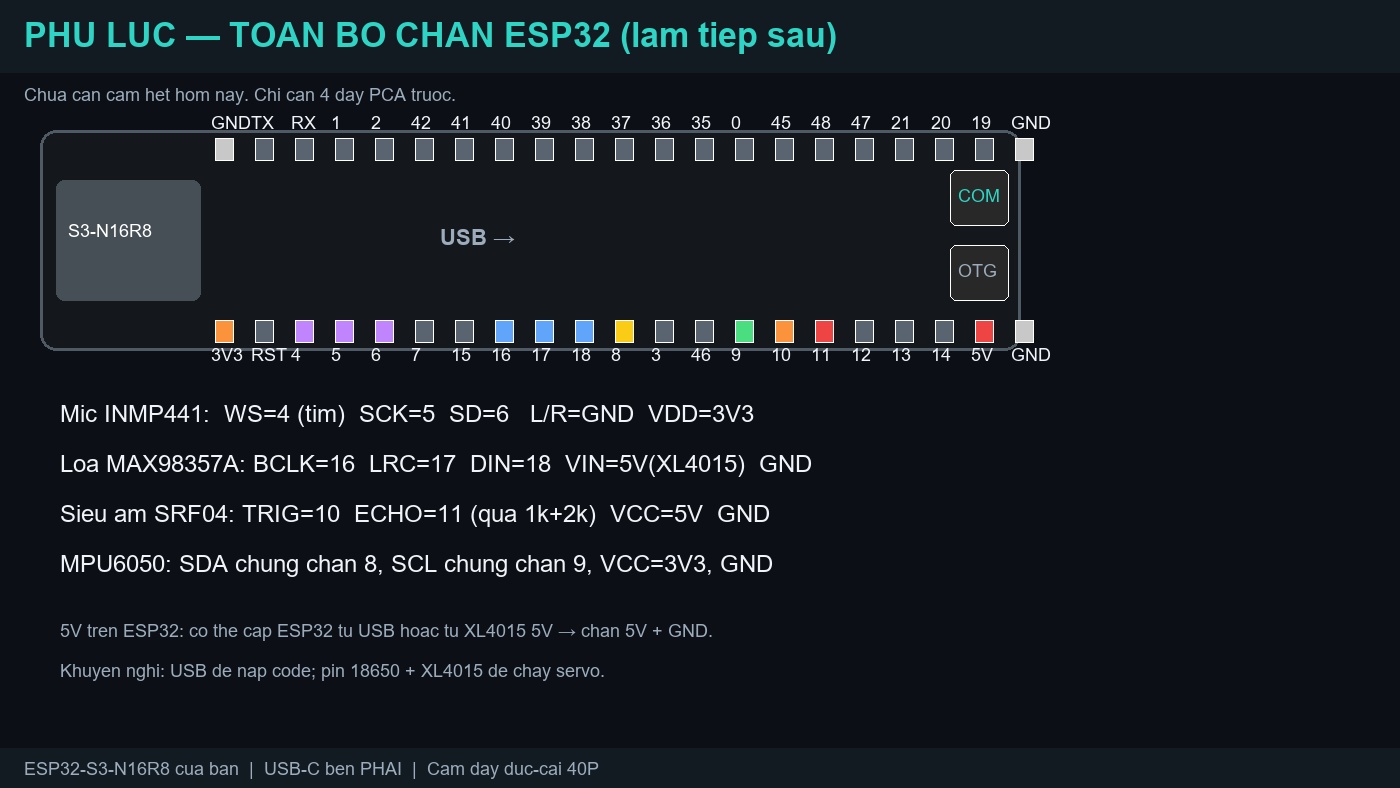 PHU LUC — TOAN BO CHAN ESP32 (lam tiep sau)
Chua can cam het hom nay. Chi can 4 day PCA truoc.
GND TX RX 1 2 42 41 40 39 38 37 36 35 0 45 48 47 21 20 19 GND
COM
S3-N16R8
USB →
OTG
3V3 RST 4 5 6 7 15 16 17 18 8 3 46 9 10 11 12 13 14 5V GND
Mic INMP441: WS=4 (tim) SCK=5 SD=6 L/R=GND VDD=3V3
Loa MAX98357A: BCLK=16 LRC=17 DIN=18 VIN=5V(XL4015) GND
Sieu am SRF04: TRIG=10 ECHO=11 (qua 1k+2k) VCC=5V GND
MPU6050: SDA chung chan 8, SCL chung chan 9, VCC=3V3, GND
5V tren ESP32: co the cap ESP32 tu USB hoac tu XL4015 5V → chan 5V + GND.
Khuyen nghi: USB de nap code; pin 18650 + XL4015 de chay servo.
ESP32-S3-N16R8 cua ban | USB-C ben PHAI | Cam day duc-cai 40P